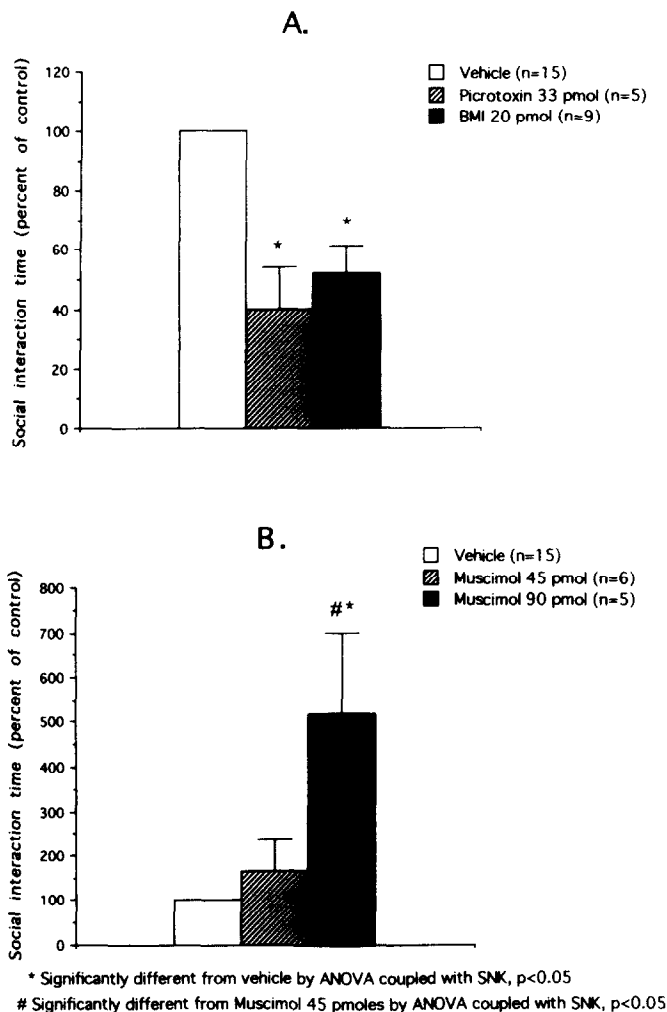 A.
Social interaction time (percent of control)
120
100
80
60
40
20
0
*
*
Vehicle (n=15)
Picrotoxin 33 pmol (n=5)
BMI 20 pmol (n=9)
B.
Social interaction time (percent of control)
800
700
600
500
400
300
200
100
0
#*
Vehicle (n=15)
Muscimol 45 pmol (n=6)
Muscimol 90 pmol (n=5)
* Significantly different from vehicle by ANOVA coupled with SNK, p<0.05
# Significantly different from Muscimol 45 pmoles by ANOVA coupled with SNK, p<0.05